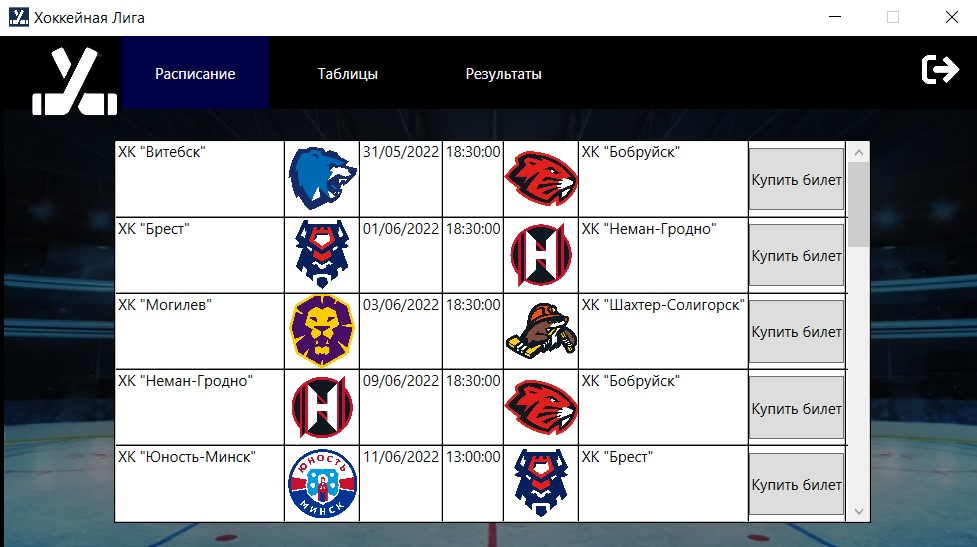 Хоккейная Лига
Расписание
Таблицы
Результаты
ХК "Витебск"
31/05/2022
18:30:00
ХК "Бобруйск"
Купить билет
ХК "Брест"
01/06/2022
18:30:00
Н
ХК "Неман-Гродно"
Купить билет
ХК "Могилев"
03/06/2022
18:30:00
ХК "Шахтер-Солигорск"
Купить билет
ХК "Неман-Гродно"
Н
09/06/2022
18:30:00
ХК "Бобруйск"
Купить билет
ХК "Юность-Минск"
ЮНОСТЬ
МИНСК
11/06/2022
13:00:00
ХК "Брест"
Купить билет